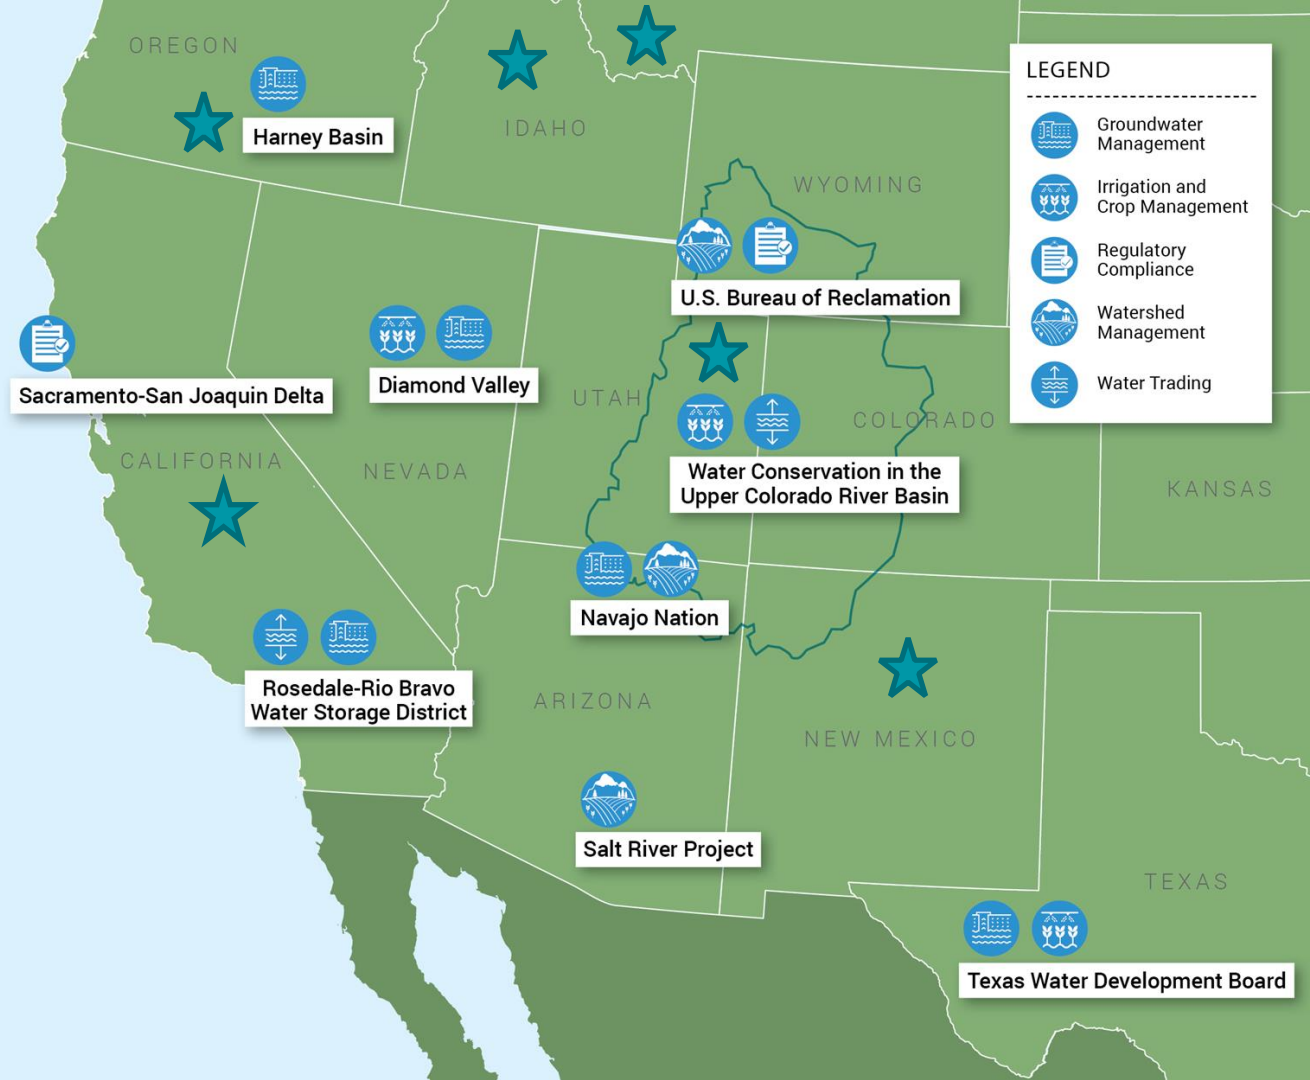 OREGON
Harney Basin
IDAHO
WYOMING
LEGEND
Groundwater
Management
Irrigation and
Crop Management
Regulatory
Compliance
Watershed
Management
Water Trading
U.S. Bureau of Reclamation
Sacramento-San Joaquin Delta
Diamond Valley
UTAH
COLORADO
CALIFORNIA
NEVADA
Water Conservation in the
Upper Colorado River Basin
KANSAS
Navajo Nation
Rosedale-Rio Bravo
Water Storage District
ARIZONA
NEW MEXICO
Salt River Project
TEXAS
Texas Water Development Board